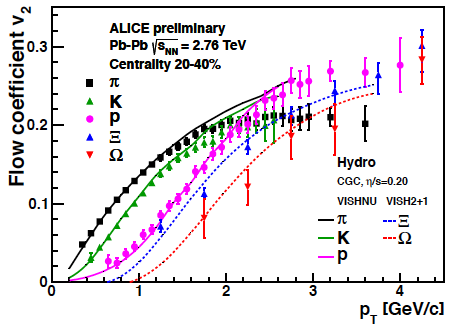 Flow coefficient v2
0.3
0.2
0.1
0
ALICE preliminary
Pb-Pb √sNN = 2.76 TeV
Centrality 20-40%
π
K
p
Ξ
Ω
Hydro
CGC, η/s=0.20
VISHNU VISH2+1
π Ξ
K Ω
p
0 1 2 3 4
pT [GeV/c]